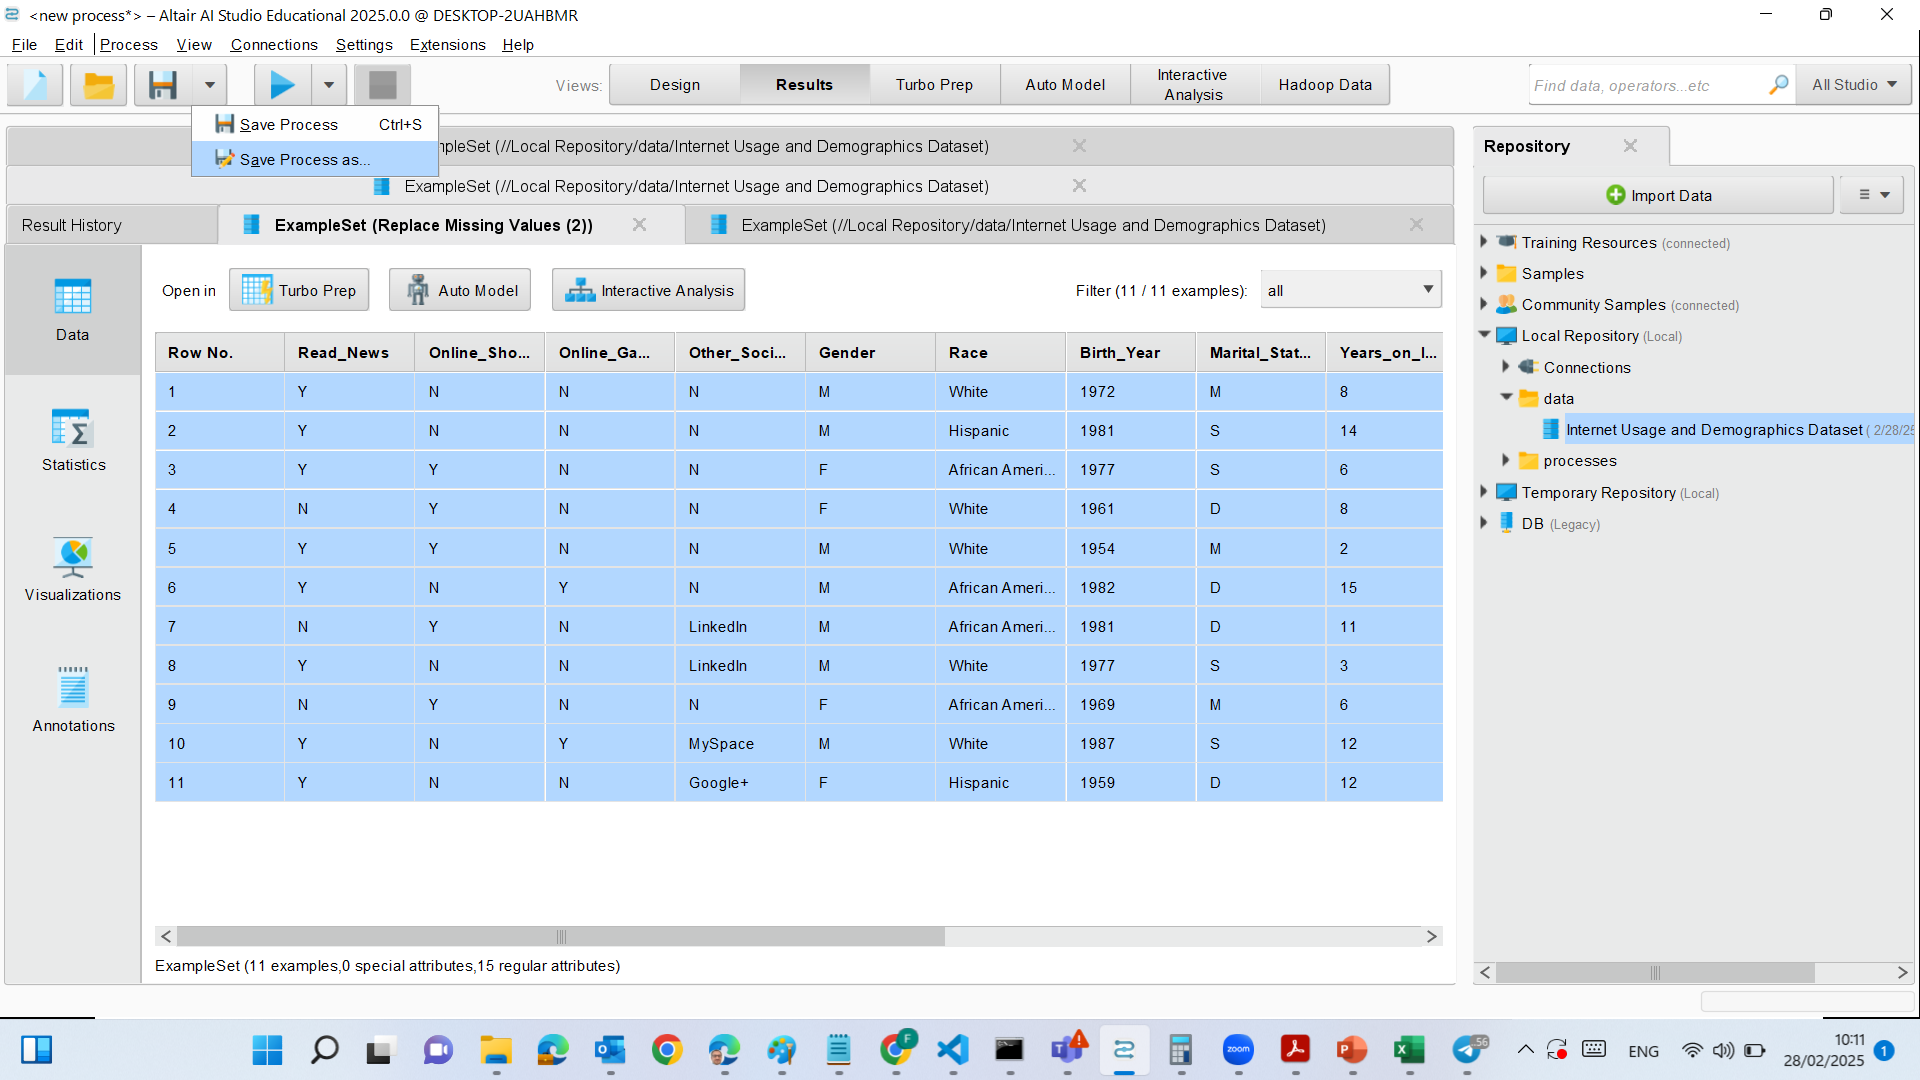 <new process*> – Altair AI Studio Educational 2025.0.0 @ DESKTOP-2UAHBMR
File Edit Process View Connections Settings Extensions Help
Views: Design Results Turbo Prep Auto Model Interactive Analysis Hadoop Data
Find data, operators...etc All Studio
Save Process Ctrl+S
Save Process as...
(//Local Repository/data/Internet Usage and Demographics Dataset)
ExampleSet (//Local Repository/data/Internet Usage and Demographics Dataset)
Result History ExampleSet (Replace Missing Values (2)) ExampleSet (//Local Repository/data/Internet Usage and Demographics Dataset)
Data
Statistics
Visualizations
Annotations
Open in Turbo Prep Auto Model Interactive Analysis Filter (11 / 11 examples): all
Row No. Read_News Online_Sho... Online_Ga... Other_Soci... Gender Race Birth_Year Marital_Stat... Years_on_I...
1 Y N N N M White 1972 M 8
2 Y N N N M Hispanic 1981 S 14
3 Y Y N N F African Ameri... 1977 S 6
4 N Y N N F White 1961 D 8
5 Y Y N N M White 1954 M 2
6 Y N Y N M African Ameri... 1982 D 15
7 N Y N LinkedIn M African Ameri... 1981 D 11
8 Y N N LinkedIn M White 1977 S 3
9 N Y N N F African Ameri... 1969 M 6
10 Y N Y MySpace M White 1987 S 12
11 Y N N Google+ F Hispanic 1959 D 12
ExampleSet (11 examples,0 special attributes,15 regular attributes)
Repository
Import Data
Training Resources (connected)
Samples
Community Samples (connected)
Local Repository (Local)
Connections
data
Internet Usage and Demographics Dataset ( 2/28/25
processes
Temporary Repository (Local)
DB (Legacy)
F
zoom
56
ENG
10:11
28/02/2025
1